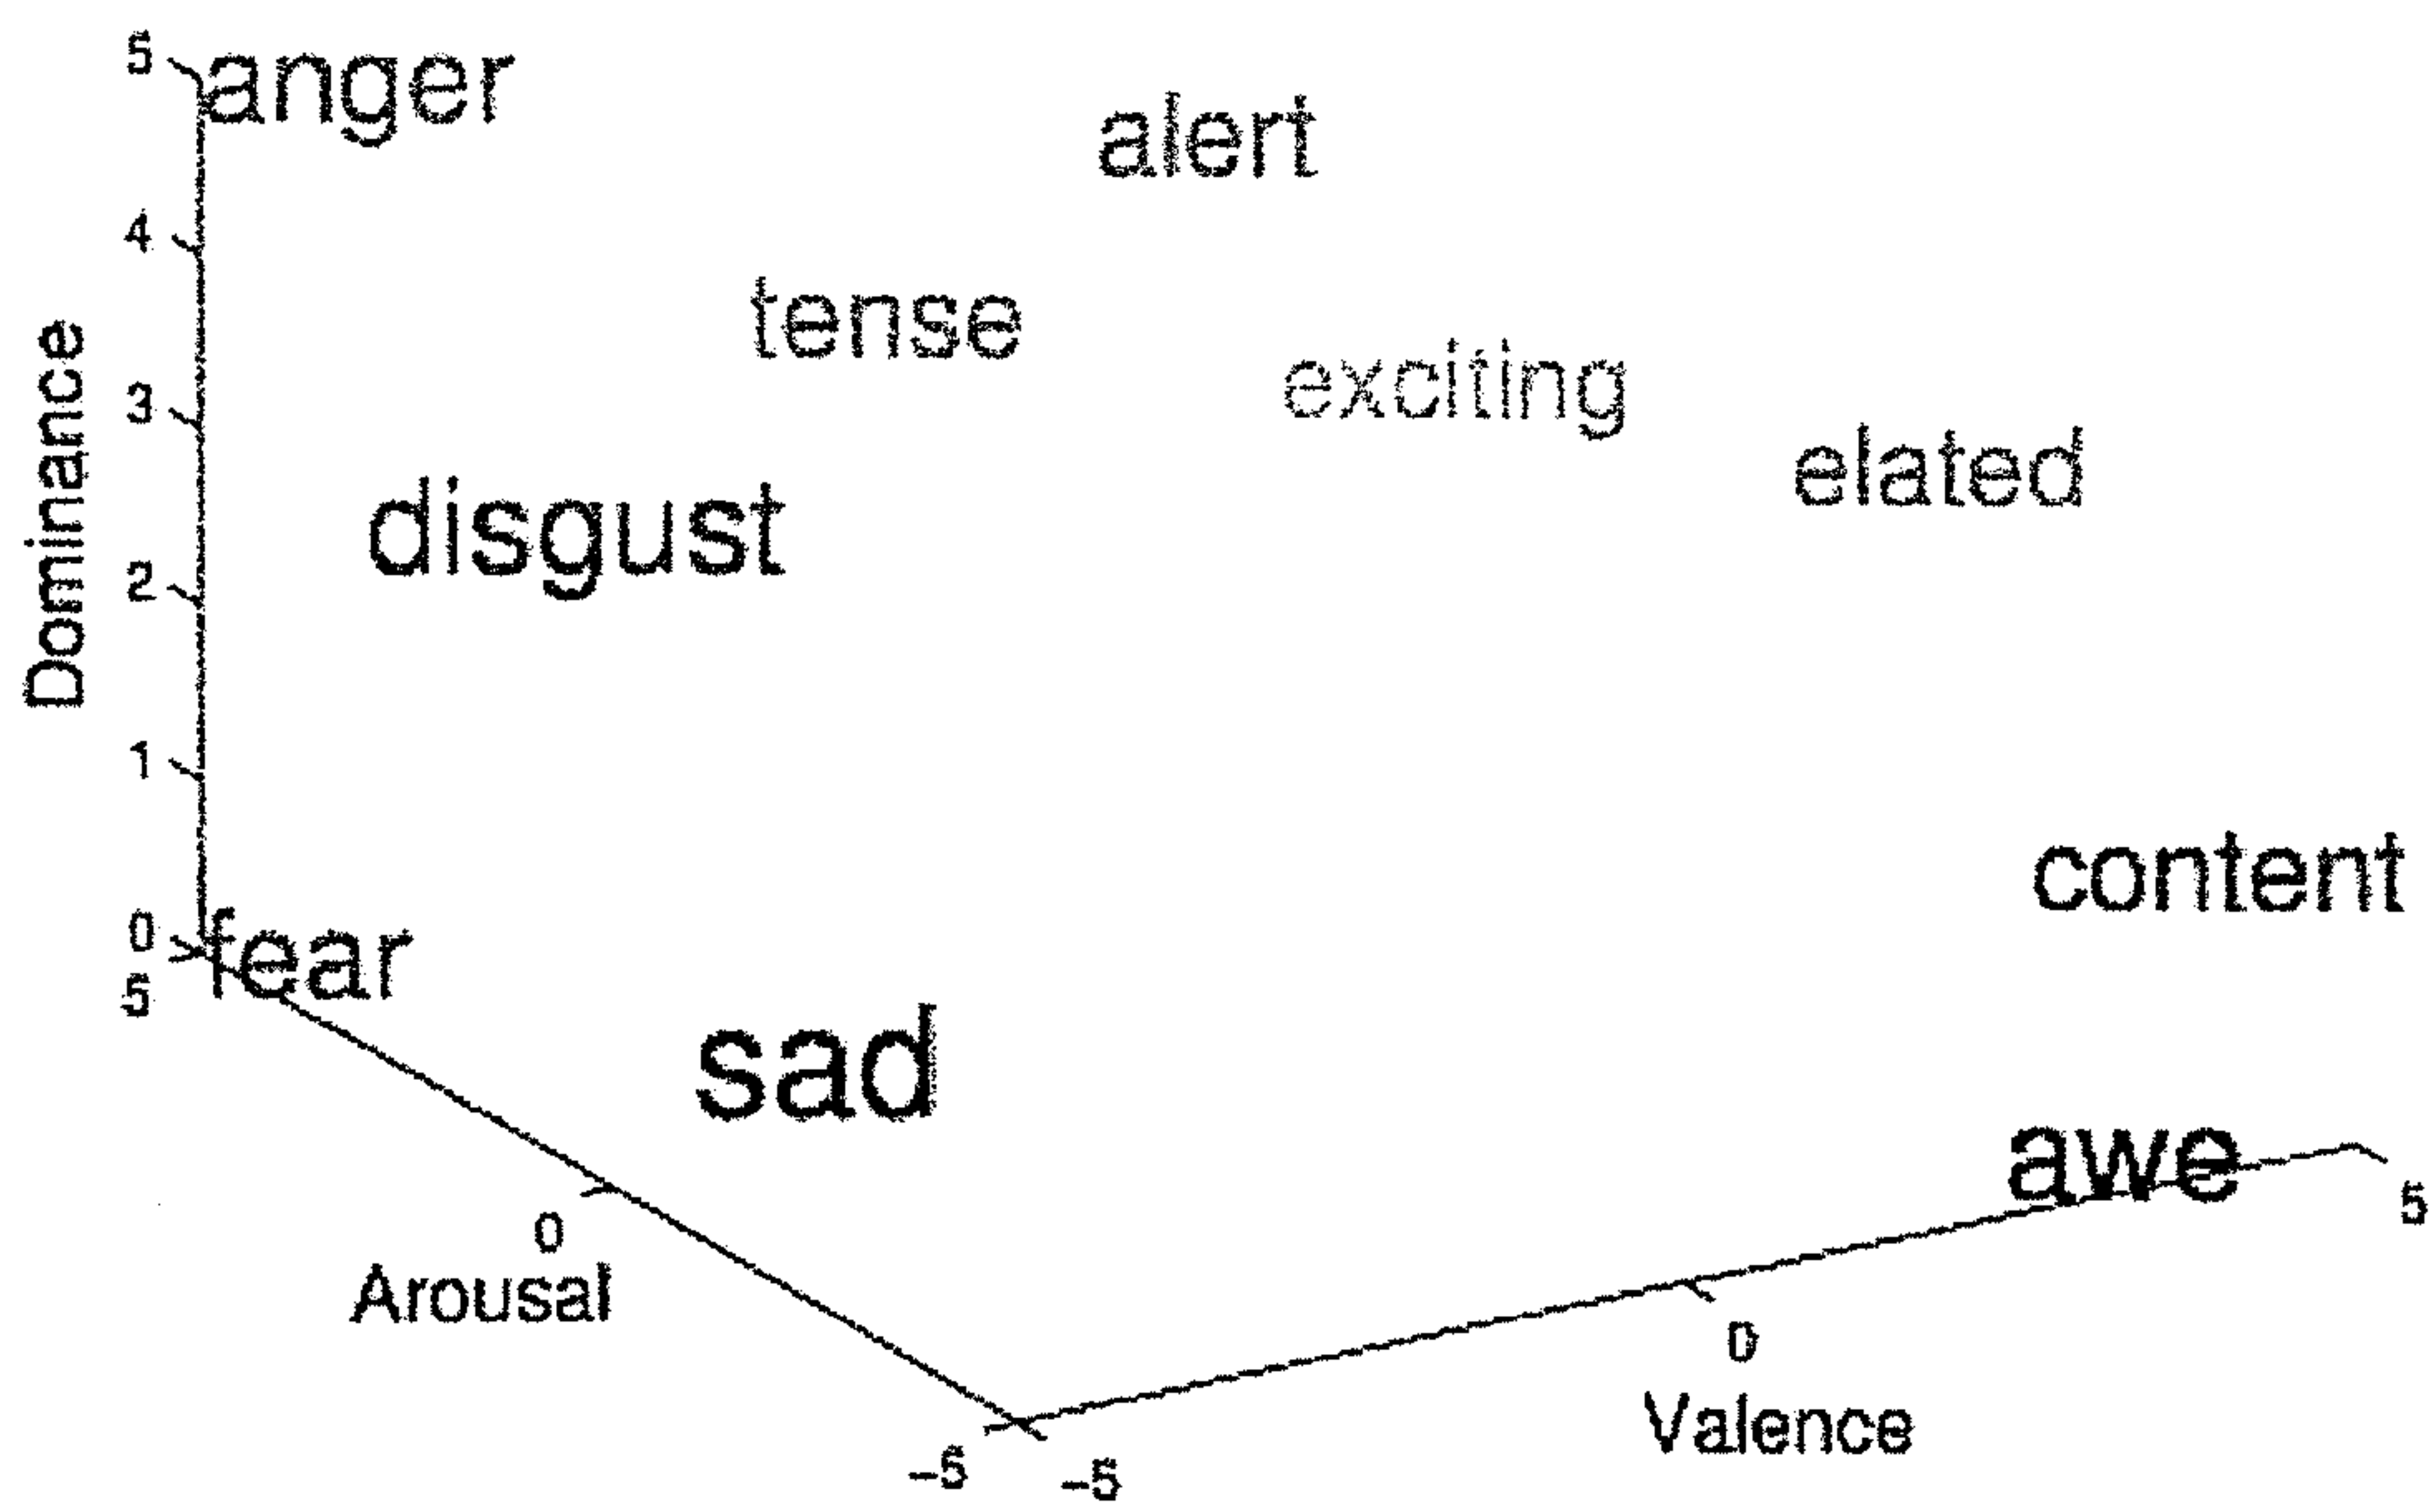 5
anger
alert
4
tense
exciting
3
elated
Dominance
disgust
2
1
content
0
fear
5
sad
awe
5
0
Arousal
0
Valence
-5
-5